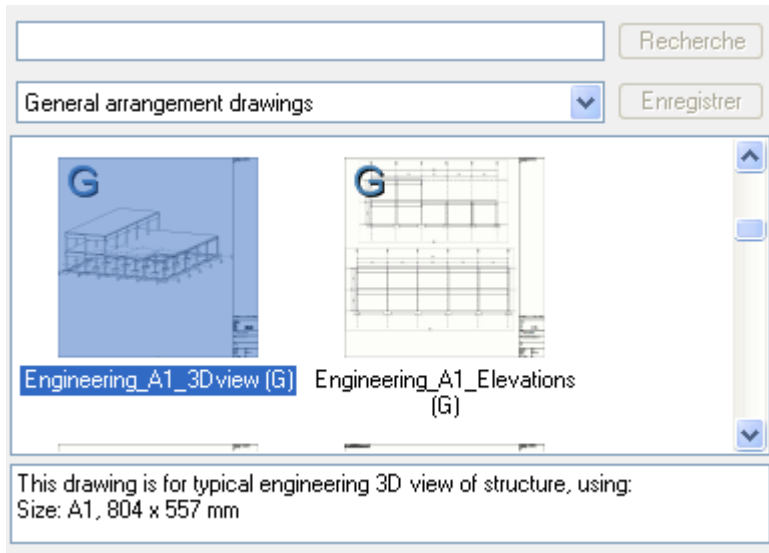 Recherche
General arrangement drawings
Enregistrer
G
G
Engineering_A1_3Dview (G)
Engineering_A1_Elevations
(G)
This drawing is for typical engineering 3D view of structure, using:
Size: A1, 804 x 557 mm